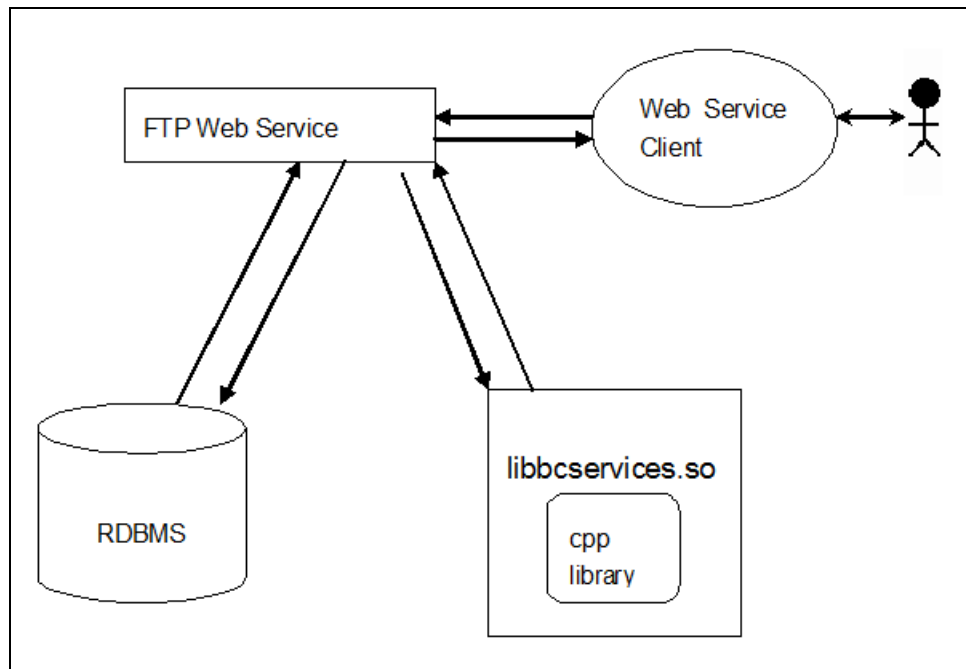 FTP Web Service
Web Service
Client
RDBMS
libbcservices.so
cpp
library